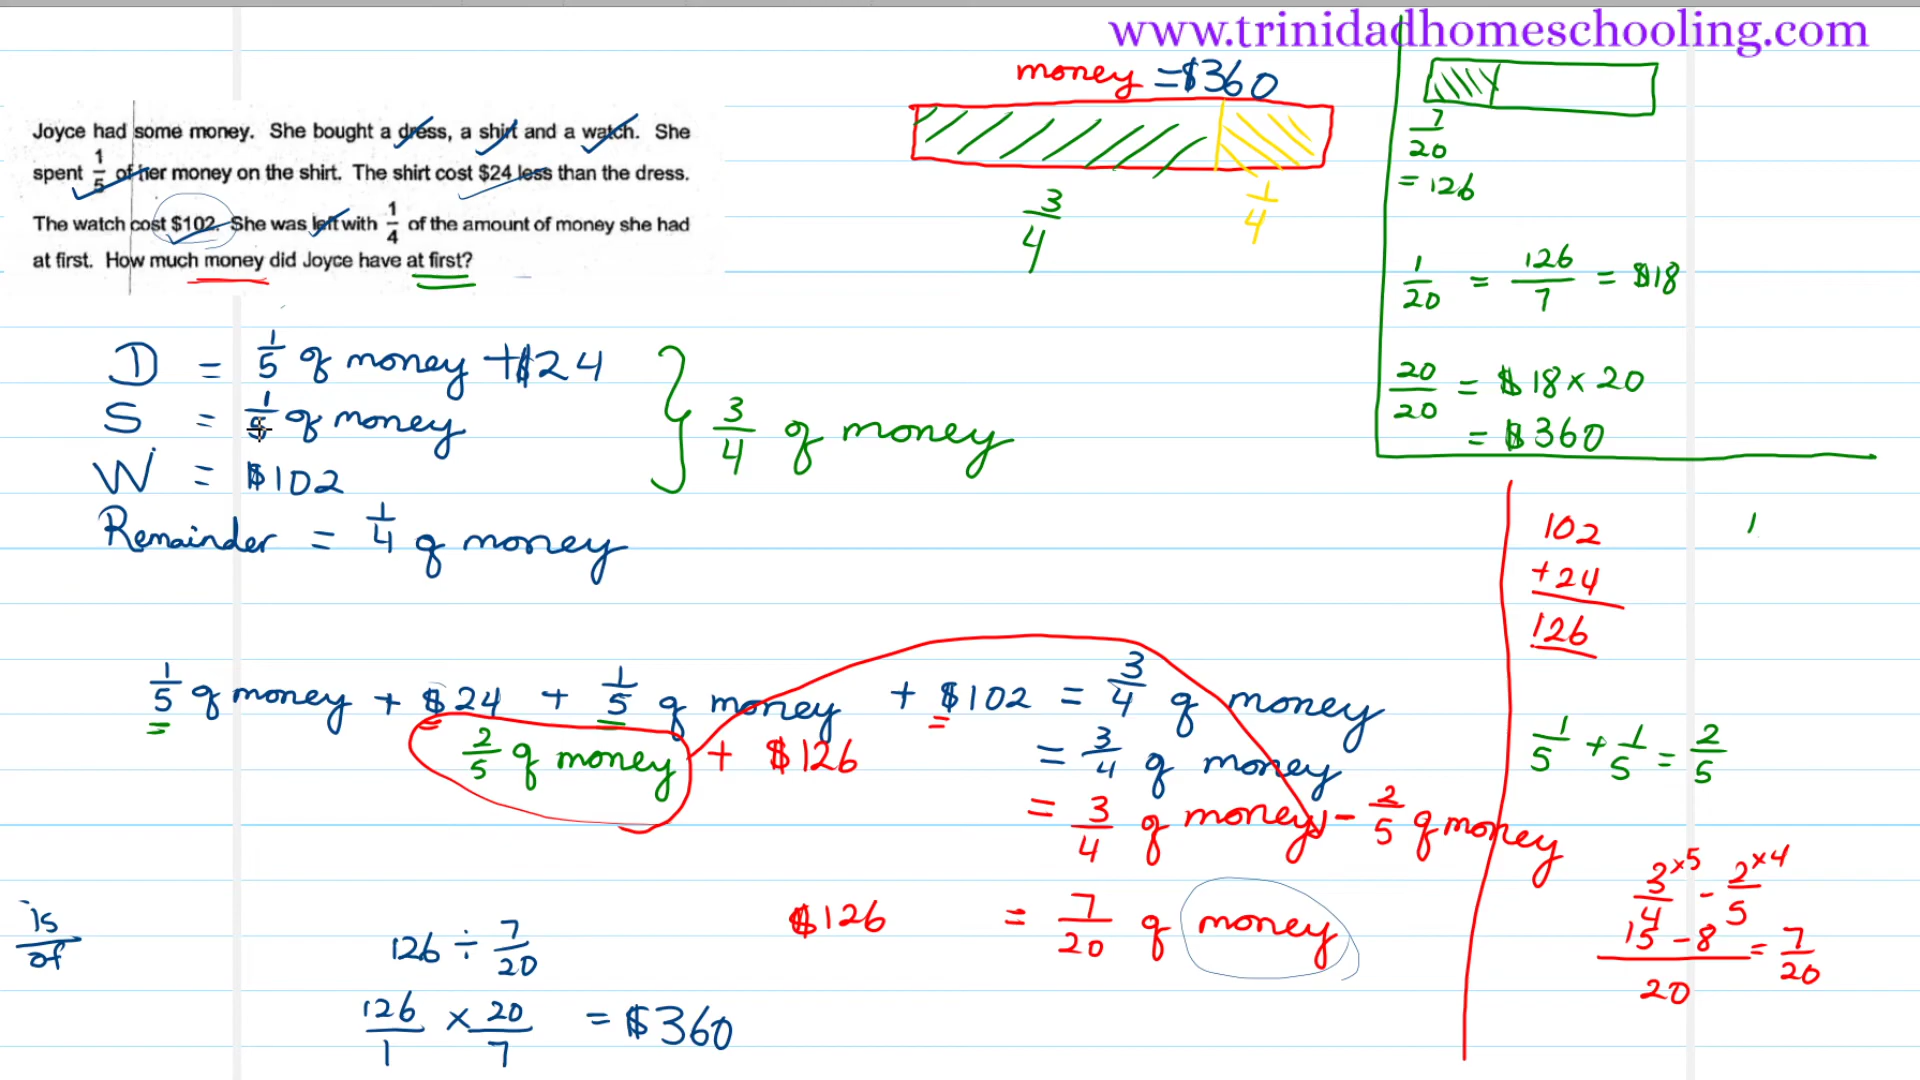 www.trinidadhomeschooling.com
Joyce had some money. She bought a dress, a shirt and a watch. She
spent 1/5 of her money on the shirt. The shirt cost $24 less than the dress.
The watch cost $102. She was left with 1/4 of the amount of money she had
at first. How much money did Joyce have at first?
money = $360
3/4
1/4
7/20
= 126
1/20 = 126/7 = $18
20/20 = $18 × 20
= $360
D = 1/5 of money + $24
S = 1/5 of money
W = $102
} 3/4 of money
Remainder = 1/4 of money
1/5 of money + $24 + 1/5 of money + $102 = 3/4 of money
2/5 of money + $126 = 3/4 of money
= 3/4 of money - 2/5 of money
$126 = 7/20 of money
is/of
126 ÷ 7/20
126/1 × 20/7 = $360
102
+24
126
1
1/5 + 1/5 = 2/5
3/4 ×5 - 2/5 ×4
15 - 8/20 = 7/20